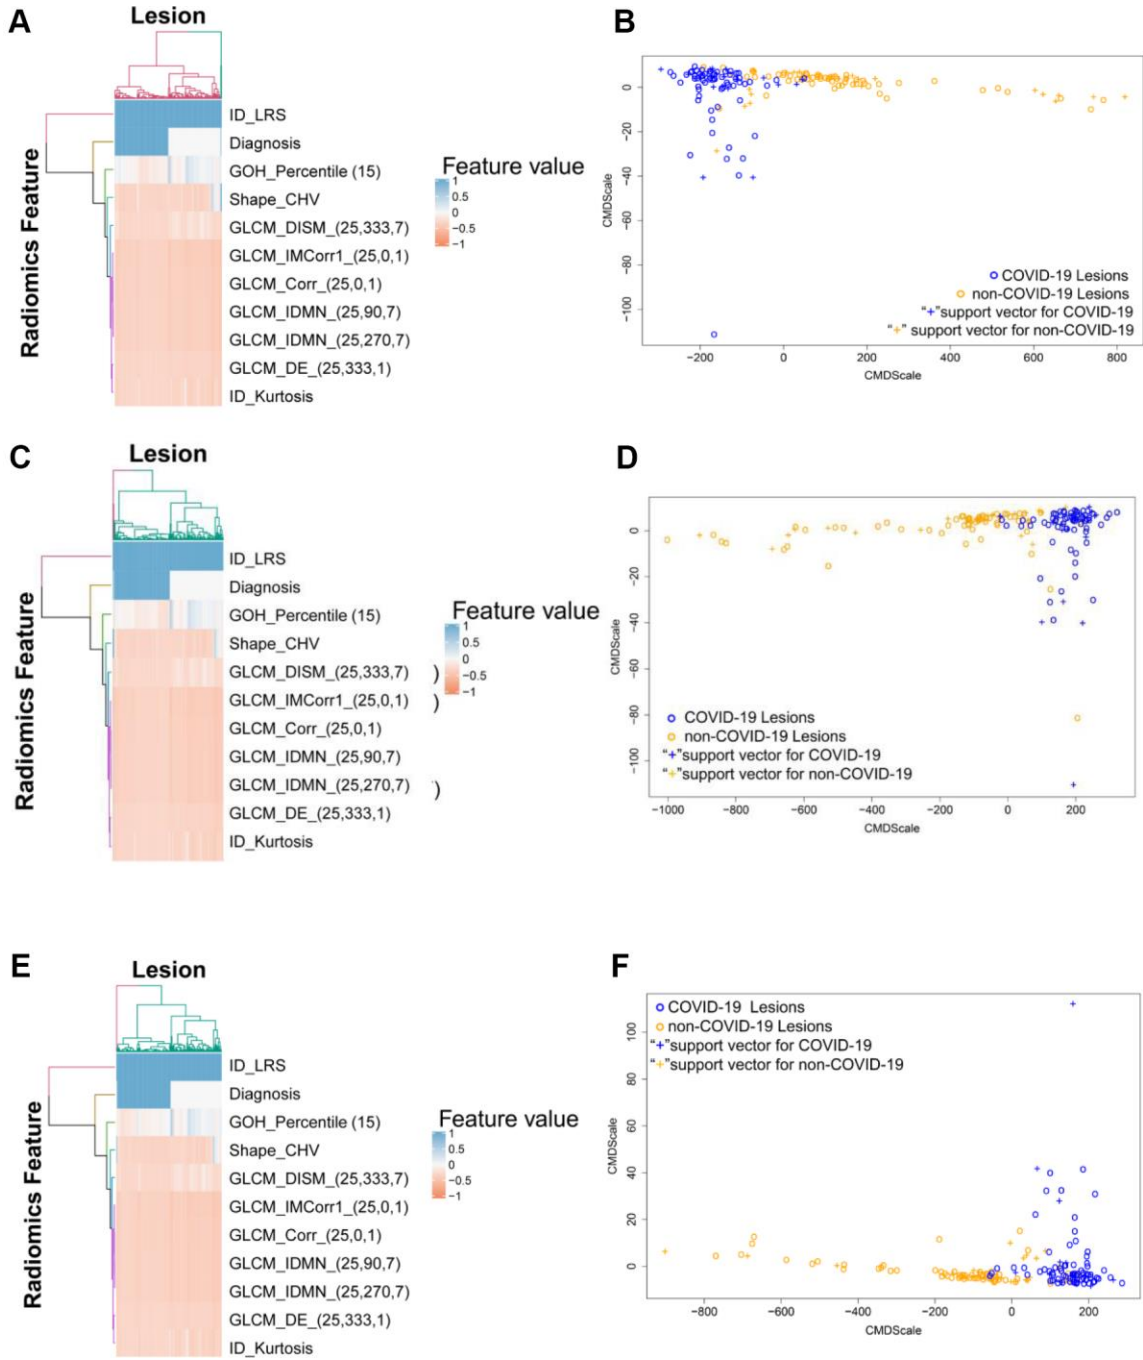 A
Lesion
Radiomics Feature
ID_LRS
Diagnosis
GOH_Percentile (15)
Shape_CHV
GLCM_DISM_(25,333,7)
GLCM_IMCorr1_(25,0,1)
GLCM_Corr_(25,0,1)
GLCM_IDMN_(25,90,7)
GLCM_IDMN_(25,270,7)
GLCM_DE_(25,333,1)
ID_Kurtosis
Feature value
1
0.5
0
−0.5
−1
B
CMDScale
0
−20
−40
−60
−80
−100
COVID-19 Lesions
non-COVID-19 Lesions
“+”support vector for COVID-19
“+” support vector for non-COVID-19
−200 0 200 400 600 800
CMDScale
C
Lesion
Radiomics Feature
ID_LRS
Diagnosis
GOH_Percentile (15)
Shape_CHV
GLCM_DISM_(25,333,7) )
GLCM_IMCorr1_(25,0,1) )
GLCM_Corr_(25,0,1)
GLCM_IDMN_(25,90,7)
GLCM_IDMN_(25,270,7) )
GLCM_DE_(25,333,1)
ID_Kurtosis
Feature value
1
0.5
0
−0.5
−1
D
CMDScale
0
−20
−40
−60
−80
−100
COVID-19 Lesions
non-COVID-19 Lesions
“+”support vector for COVID-19
“+”support vector for non-COVID-19
−1000 −800 −600 −400 −200 0 200
CMDScale
E
Lesion
Radiomics Feature
ID_LRS
Diagnosis
GOH_Percentile (15)
Shape_CHV
GLCM_DISM_(25,333,7)
GLCM_IMCorr1_(25,0,1)
GLCM_Corr_(25,0,1)
GLCM_IDMN_(25,90,7)
GLCM_IDMN_(25,270,7)
GLCM_DE_(25,333,1)
ID_Kurtosis
Feature value
1
0.5
0
−0.5
−1
F
CMDScale
100
80
60
40
20
0
COVID-19 Lesions
non-COVID-19 Lesions
“+”support vector for COVID-19
“+”support vector for non-COVID-19
−800 −600 −400 −200 0 200
CMDScale